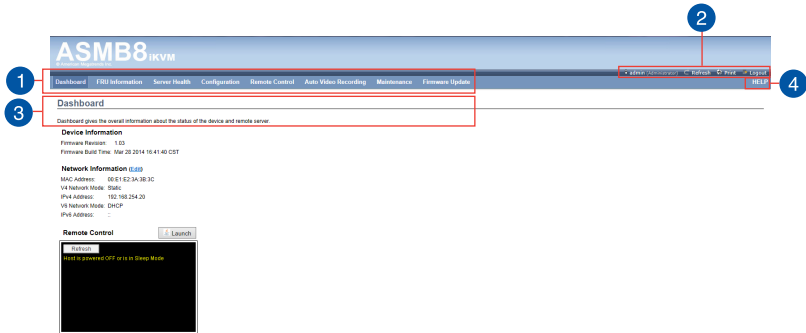 2
ASMB8 iKVM
• admin (Administrator) Refresh Print Logout
1
Dashboard FRU Information Server Health Configuration Remote Control Auto Video Recording Maintenance Firmware Update HELP
4
Dashboard
3
Dashboard gives the overall information about the status of the device and remote server.
Device Information
Firmware Revision: 1.03
Firmware Build Time: Mar 28 2014 16:41:40 CST
Network Information (Edit)
MAC Address: 00:E1:E2:3A:3B:3C
V4 Network Mode: Static
IPv4 Address: 192.168.254.20
V6 Network Mode: DHCP
IPv6 Address: ::
Remote Control Launch
Refresh
Host is powered OFF or is in Sleep Mode